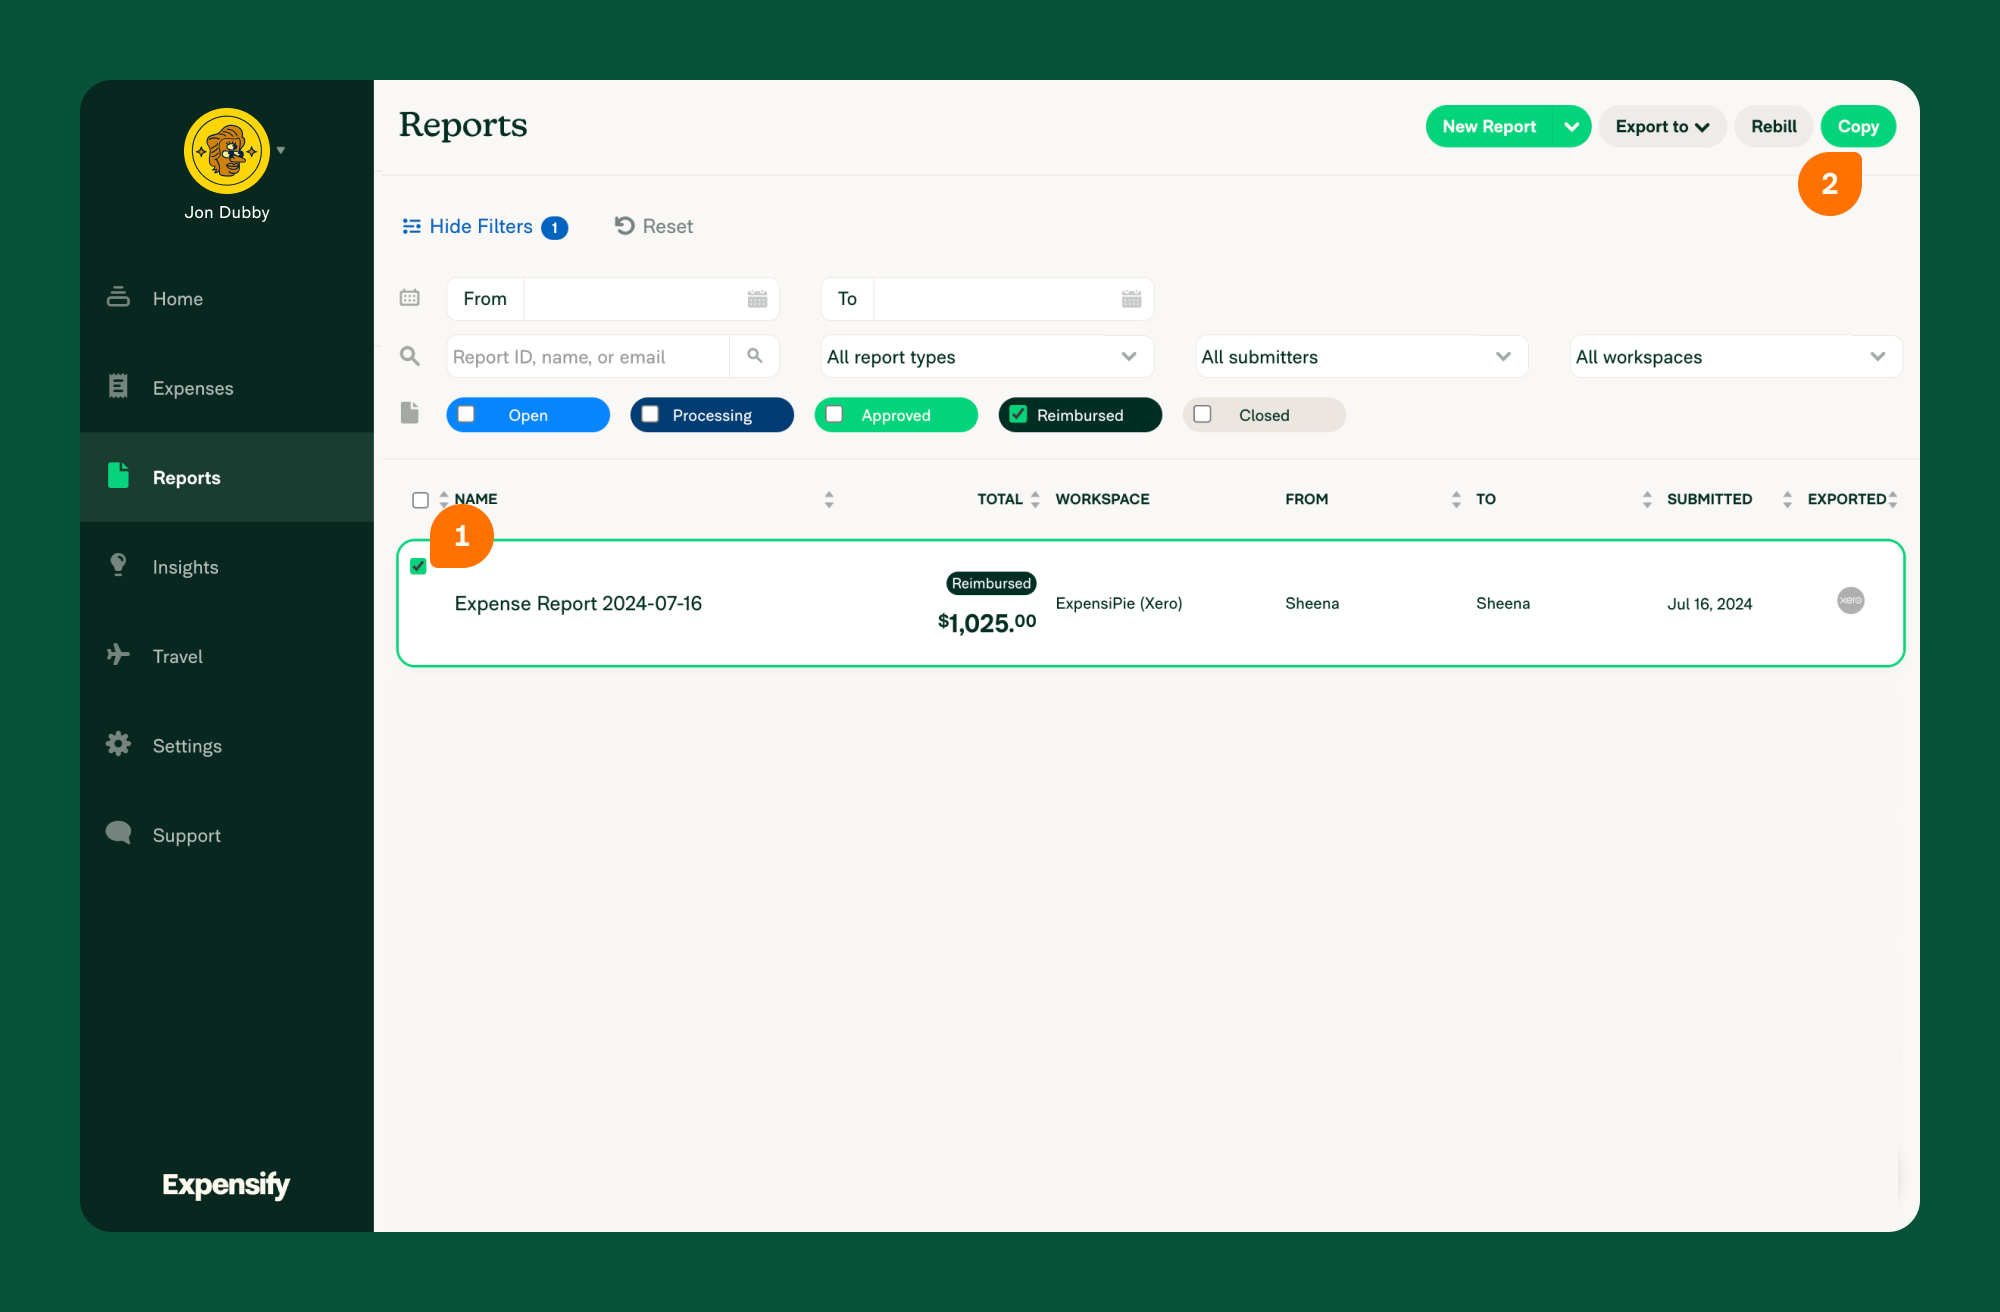 Jon Dubby
Home
Expenses
Reports
Insights
Travel
Settings
Support
Expensify
Reports
New Report
Export to
Rebill
Copy
2
Hide Filters 1
Reset
From
To
Report ID, name, or email
All report types
All submitters
All workspaces
Open
Processing
Approved
Reimbursed
Closed
NAME TOTAL WORKSPACE FROM TO SUBMITTED EXPORTED
1
Reimbursed
Expense Report 2024-07-16 $1,025.00 ExpensiPie (Xero) Sheena Sheena Jul 16, 2024 xero